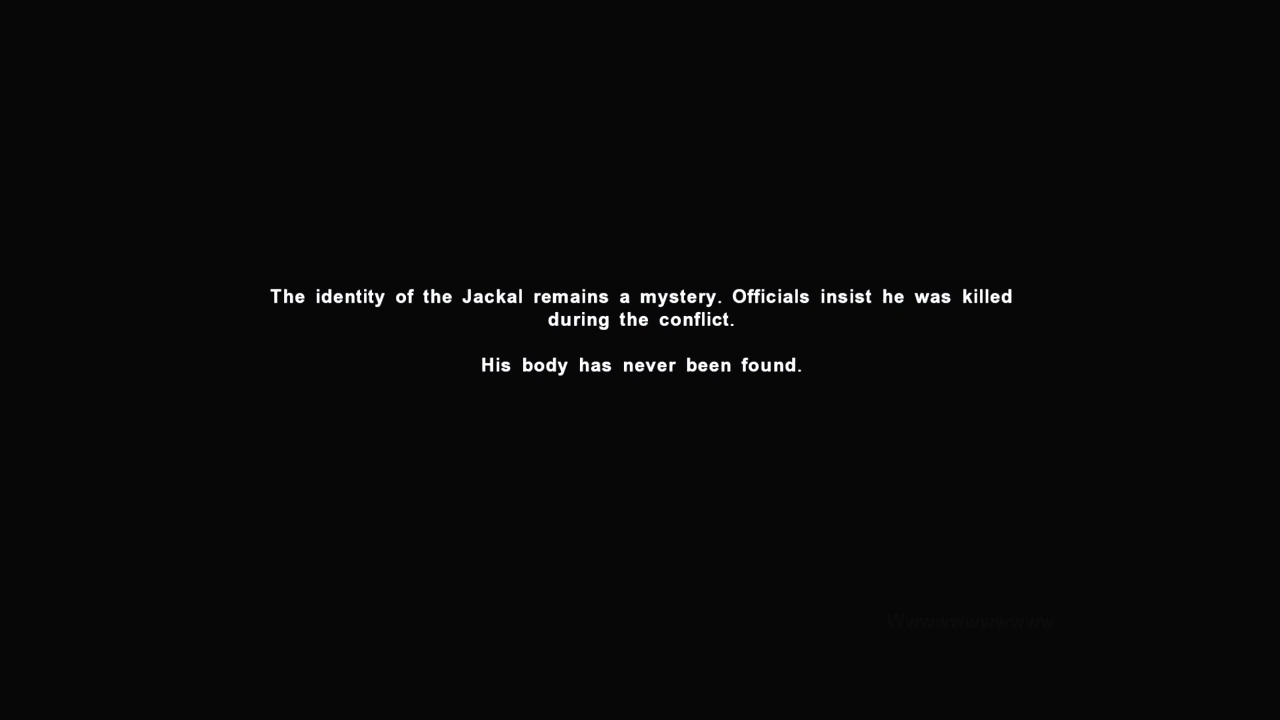 The identity of the Jackal remains a mystery. Officials insist he was killed
during the conflict.
His body has never been found.